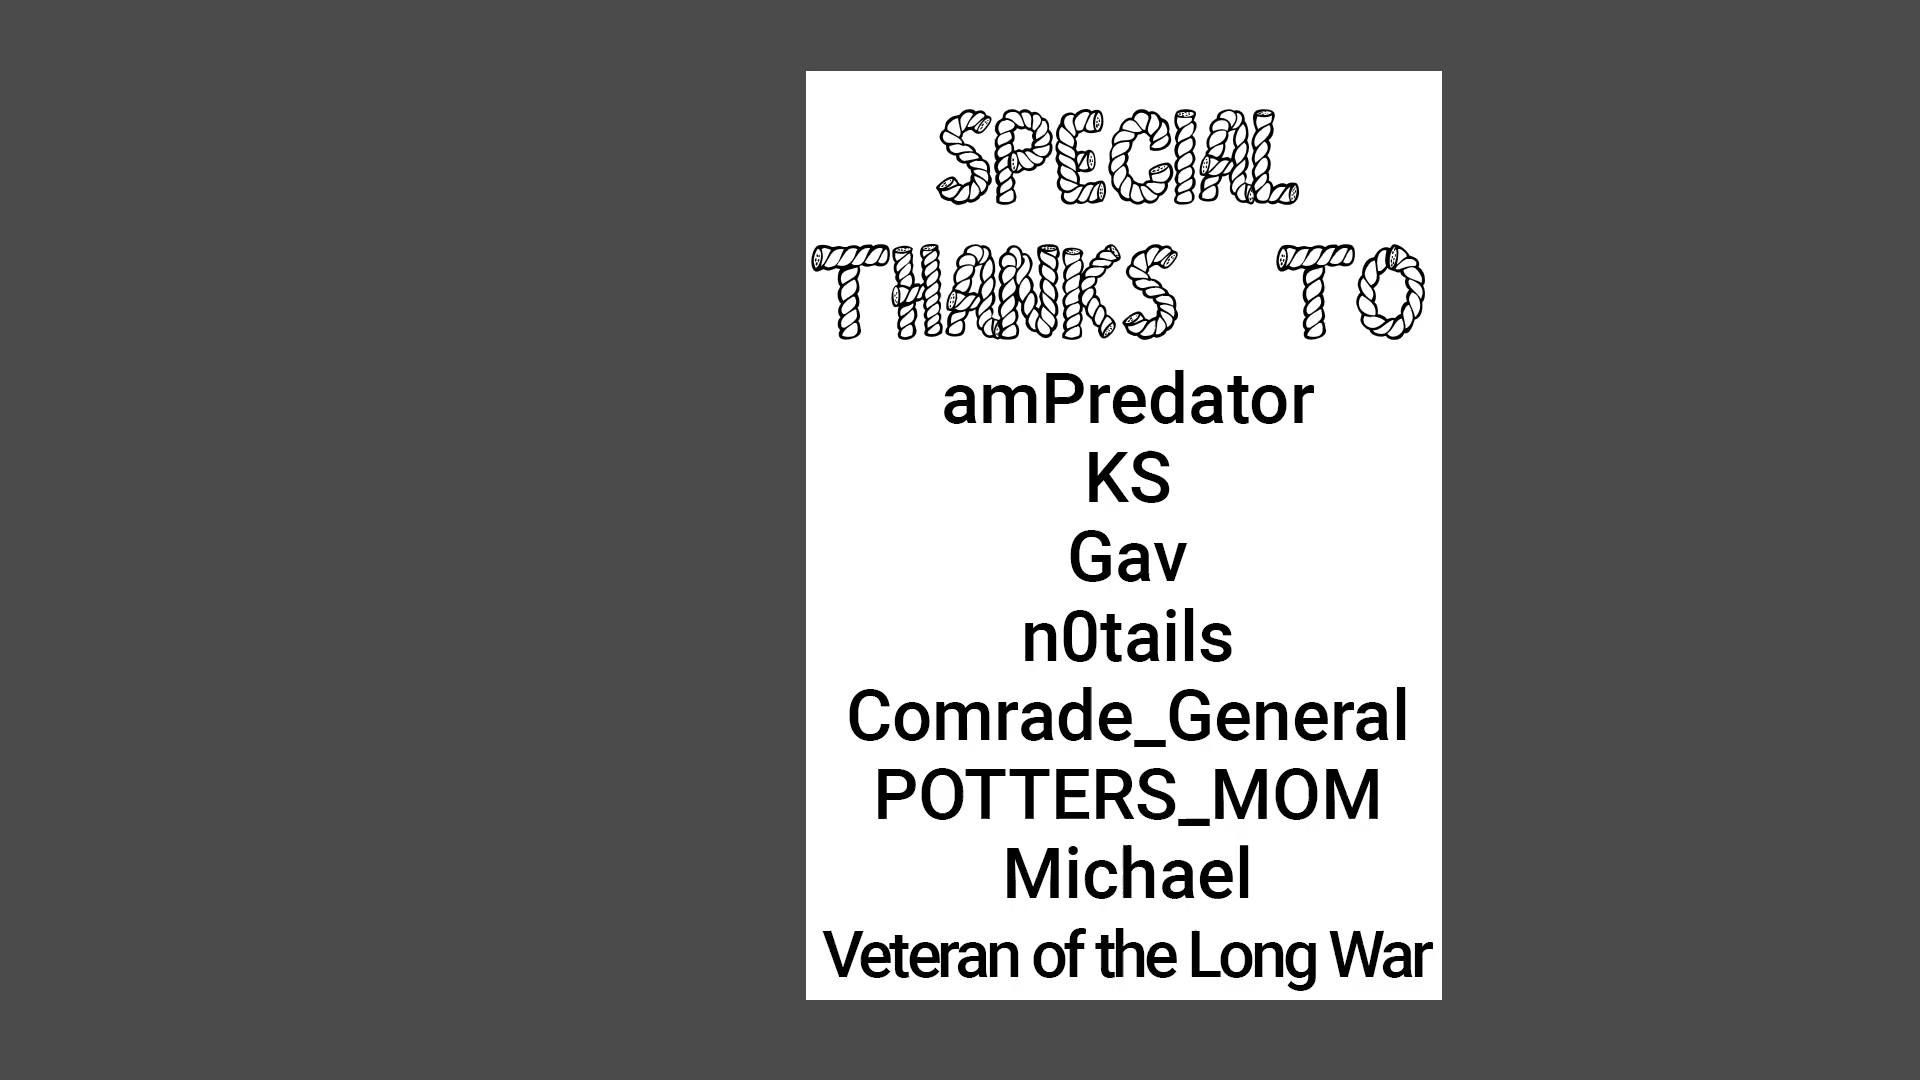 SPECIAL
THANKS TO
amPredator
KS
Gav
n0tails
Comrade_General
POTTERS_MOM
Michael
Veteran of the Long War